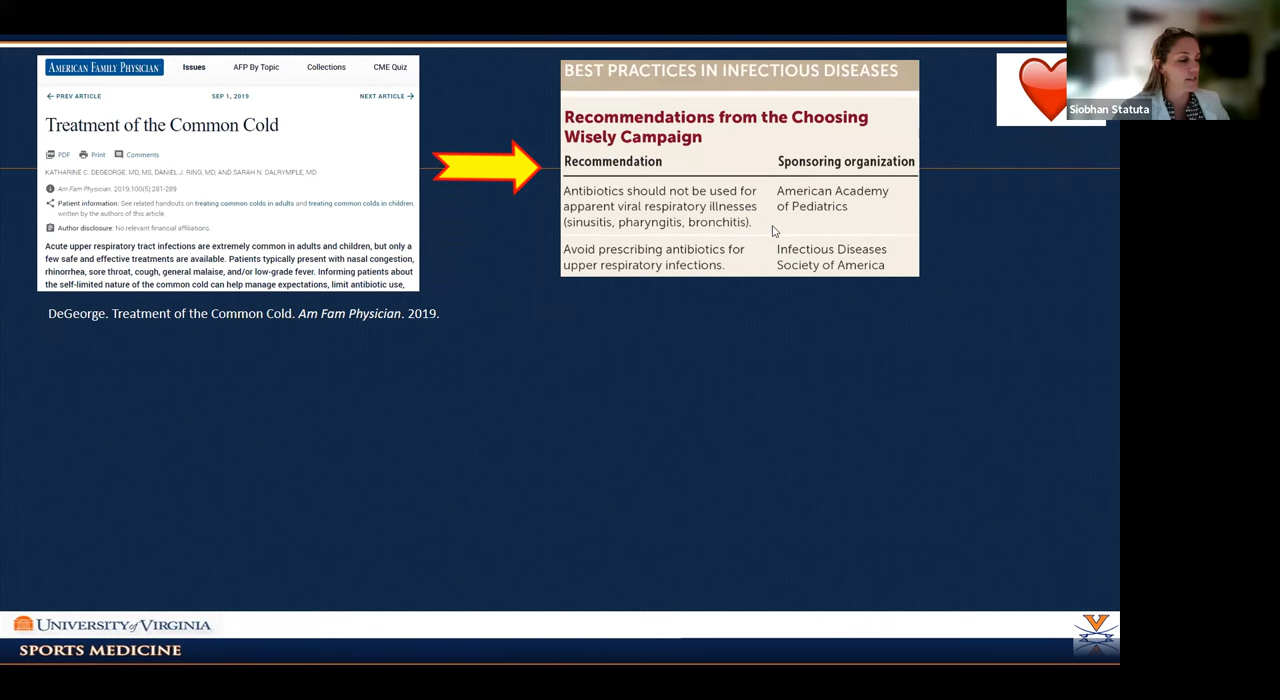 AMERICAN FAMILY PHYSICIAN
Issues
AFP By Topic
Collections
CME Quiz
← PREV ARTICLE
SEP 1, 2019
NEXT ARTICLE →
Treatment of the Common Cold
PDF Print Comments
KATHARINE C. DEGEORGE, MD, MS, DANIEL J. RING, MD, AND SARAH N. DALRYMPLE, MD
Am Fam Physician. 2019;100(5):281-289
Patient information: See related handouts on treating common colds in adults and treating common colds in children,
written by the authors of this article
Author disclosure: No relevant financial affiliations.
Acute upper respiratory tract infections are extremely common in adults and children, but only a
few safe and effective treatments are available. Patients typically present with nasal congestion,
rhinorrhea, sore throat, cough, general malaise, and/or low-grade fever. Informing patients about
the self-limited nature of the common cold can help manage expectations, limit antibiotic use,
DeGeorge. Treatment of the Common Cold. Am Fam Physician. 2019.
BEST PRACTICES IN INFECTIOUS DISEASES
Recommendations from the Choosing
Wisely Campaign
Recommendation Sponsoring organization
Antibiotics should not be used for American Academy
apparent viral respiratory illnesses of Pediatrics
(sinusitis, pharyngitis, bronchitis).
Avoid prescribing antibiotics for Infectious Diseases
upper respiratory infections. Society of America
Siobhan Statuta
UNIVERSITY of VIRGINIA
SPORTS MEDICINE